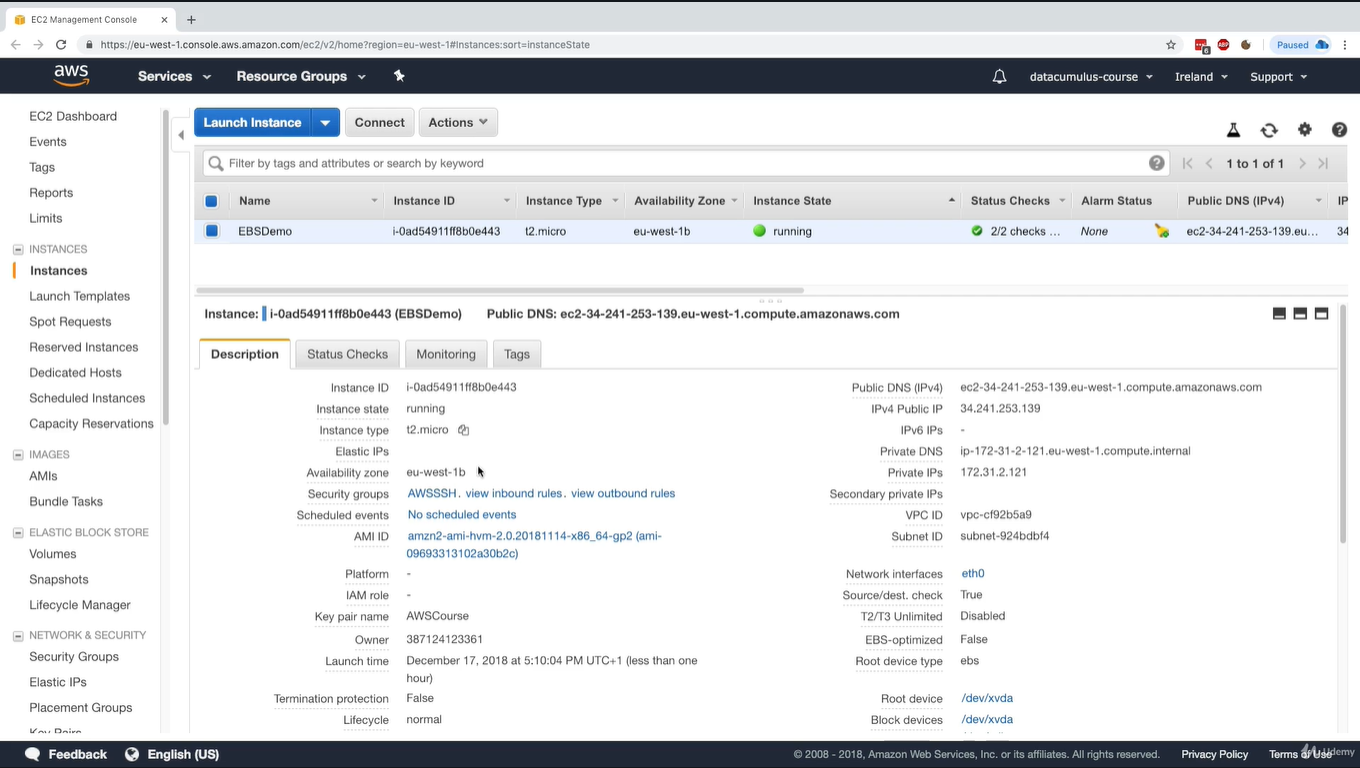 EC2 Management Console
https://eu-west-1.console.aws.amazon.com/ec2/v2/home?region=eu-west-1#Instances:sort=instanceState
6
ABP
Paused
aws
Services
Resource Groups
datacumulus-course
Ireland
Support
EC2 Dashboard
Events
Tags
Reports
Limits
INSTANCES
Instances
Launch Templates
Spot Requests
Reserved Instances
Dedicated Hosts
Scheduled Instances
Capacity Reservations
IMAGES
AMIs
Bundle Tasks
ELASTIC BLOCK STORE
Volumes
Snapshots
Lifecycle Manager
NETWORK & SECURITY
Security Groups
Elastic IPs
Placement Groups
Key Pairs
Launch Instance
Connect
Actions
Filter by tags and attributes or search by keyword
1 to 1 of 1
Name Instance ID Instance Type Availability Zone Instance State Status Checks Alarm Status Public DNS (IPv4) IP
EBSDemo i-0ad54911ff8b0e443 t2.micro eu-west-1b running 2/2 checks ... None ec2-34-241-253-139.eu... 34
Instance: i-0ad54911ff8b0e443 (EBSDemo) Public DNS: ec2-34-241-253-139.eu-west-1.compute.amazonaws.com
Description Status Checks Monitoring Tags
Instance ID i-0ad54911ff8b0e443
Instance state running
Instance type t2.micro
Elastic IPs
Availability zone eu-west-1b
Security groups AWSSSH. view inbound rules. view outbound rules
Scheduled events No scheduled events
AMI ID amzn2-ami-hvm-2.0.20181114-x86_64-gp2 (ami-
09693313102a30b2c)
Platform -
IAM role -
Key pair name AWSCourse
Owner 387124123361
Launch time December 17, 2018 at 5:10:04 PM UTC+1 (less than one
hour)
Termination protection False
Lifecycle normal
Public DNS (IPv4) ec2-34-241-253-139.eu-west-1.compute.amazonaws.com
IPv4 Public IP 34.241.253.139
IPv6 IPs -
Private DNS ip-172-31-2-121.eu-west-1.compute.internal
Private IPs 172.31.2.121
Secondary private IPs
VPC ID vpc-cf92b5a9
Subnet ID subnet-924bdbf4
Network interfaces eth0
Source/dest. check True
T2/T3 Unlimited Disabled
EBS-optimized False
Root device type ebs
Root device /dev/xvda
Block devices /dev/xvda
Feedback
English (US)
© 2008 - 2018, Amazon Web Services, Inc. or its affiliates. All rights reserved.
Privacy Policy
Terms of Use
Udemy